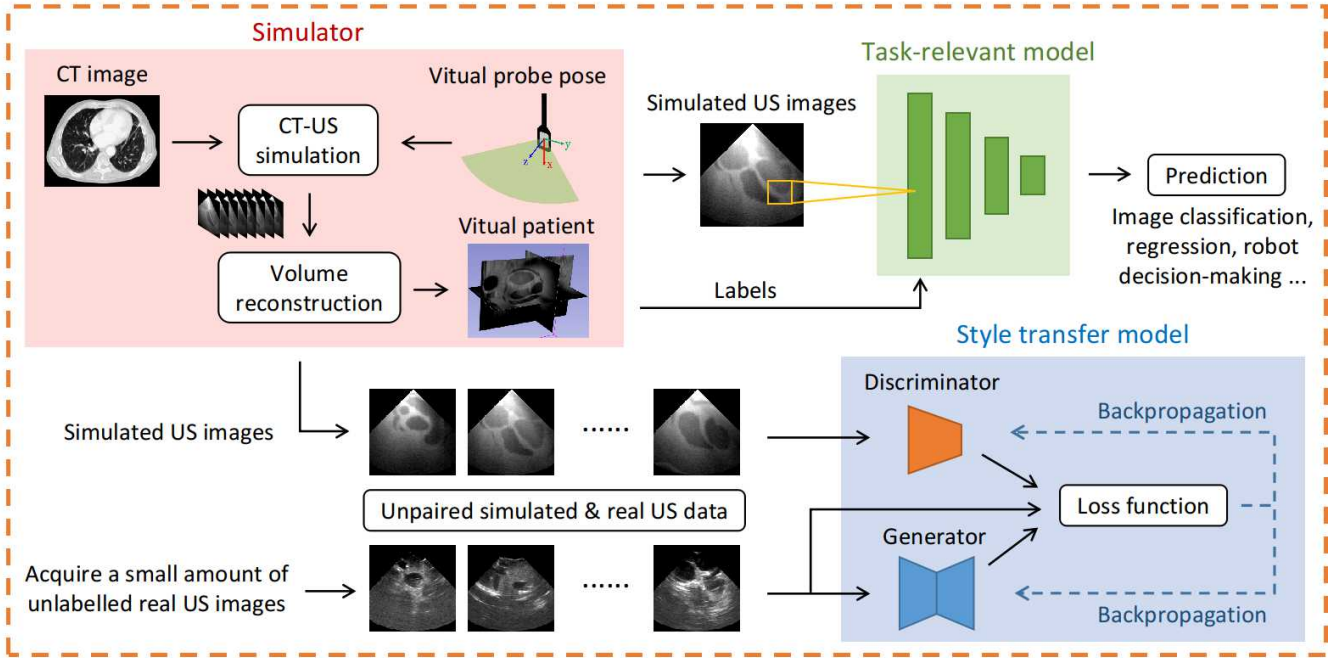 Simulator
CT image
Vitual probe pose
CT-US
simulation
y
z
x
Vitual patient
Volume
reconstruction
Simulated US images
Task-relevant model
Prediction
Image classification,
regression, robot
decision-making ...
Labels
Style transfer model
Simulated US images
......
Discriminator
Backpropagation
Unpaired simulated & real US data
Loss function
Generator
Acquire a small amount of
unlabelled real US images
......
Backpropagation